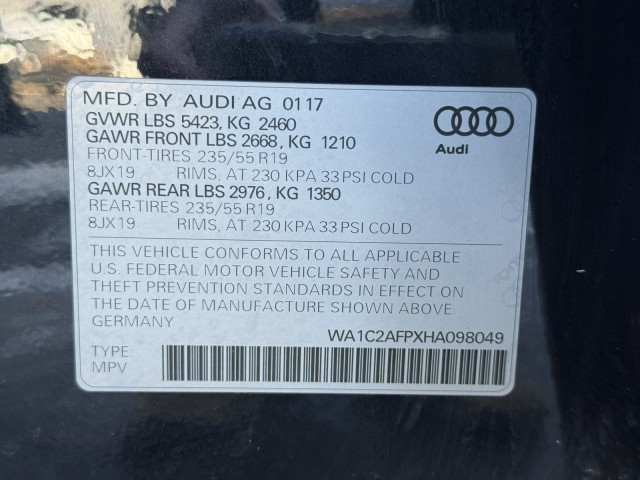 MFD. BY AUDI AG 01 17
GVWR LBS 5423, KG 2460
GAWR FRONT LBS 2668, KG 1210
FRONT-TIRES 235/55 R19
8JX19 RIMS, AT 230 KPA 33 PSI COLD
GAWR REAR LBS 2976, KG 1350
REAR-TIRES 235/55 R19
8JX19 RIMS, AT 230 KPA 33 PSI COLD
Audi
THIS VEHICLE CONFORMS TO ALL APPLICABLE
U.S. FEDERAL MOTOR VEHICLE SAFETY AND
THEFT PREVENTION STANDARDS IN EFFECT ON
THE DATE OF MANUFACTURE SHOWN ABOVE
GERMANY
WA1C2AFPXHA098049
TYPE
MPV